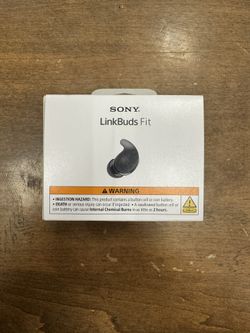 SONY
LinkBuds Fit
WARNING
• INGESTION HAZARD: This product contains a button cell or coin battery.
• DEATH or serious injury can occur if ingested. • A swallowed button cell or
coin battery can cause Internal Chemical Burns in as little as 2 hours.